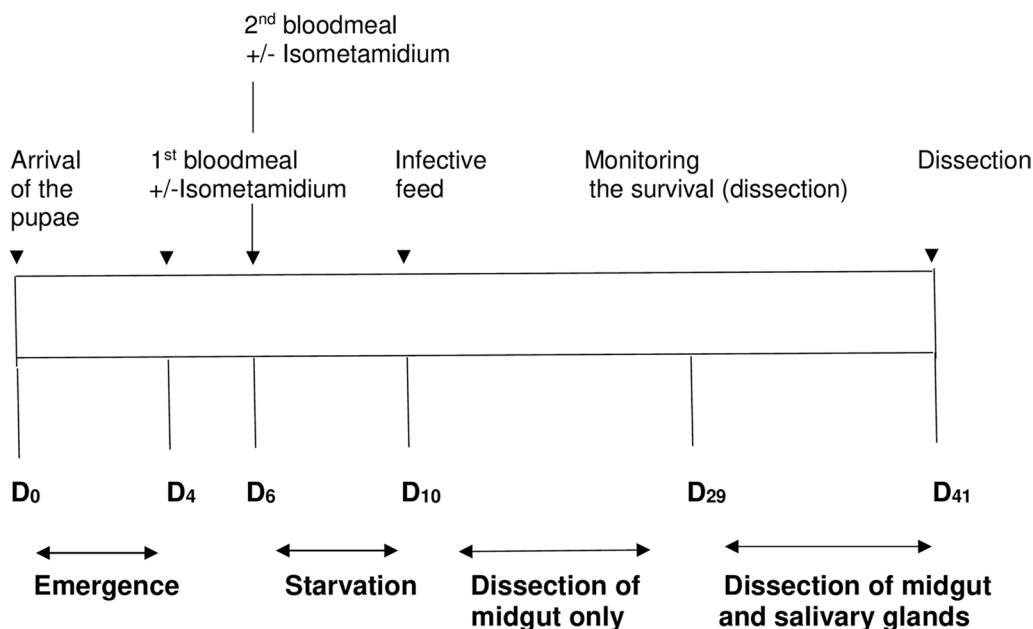 2nd bloodmeal
+/- Isometamidium
Arrival
of the
pupae
1st bloodmeal
+/-Isometamidium
Infective
feed
Monitoring
the survival (dissection)
Dissection
D0 D4 D6 D10 D29 D41
Emergence
Starvation
Dissection of
midgut only
Dissection of midgut
and salivary glands